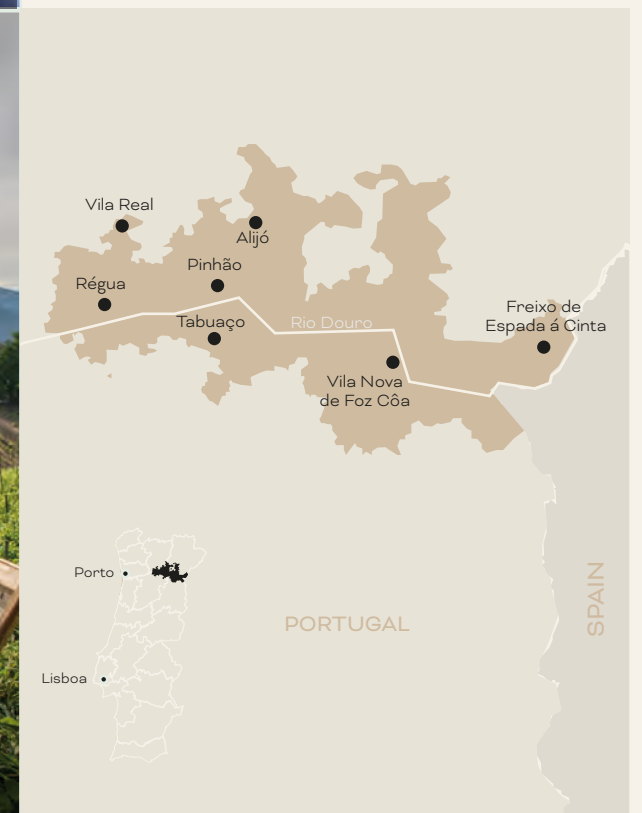 Vila Real
Alijó
Pinhão
Régua
Freixo de
Espada á Cinta
Tabuaço
Rio Douro
Vila Nova
de Foz Côa
Porto
SPAIN
PORTUGAL
Lisboa